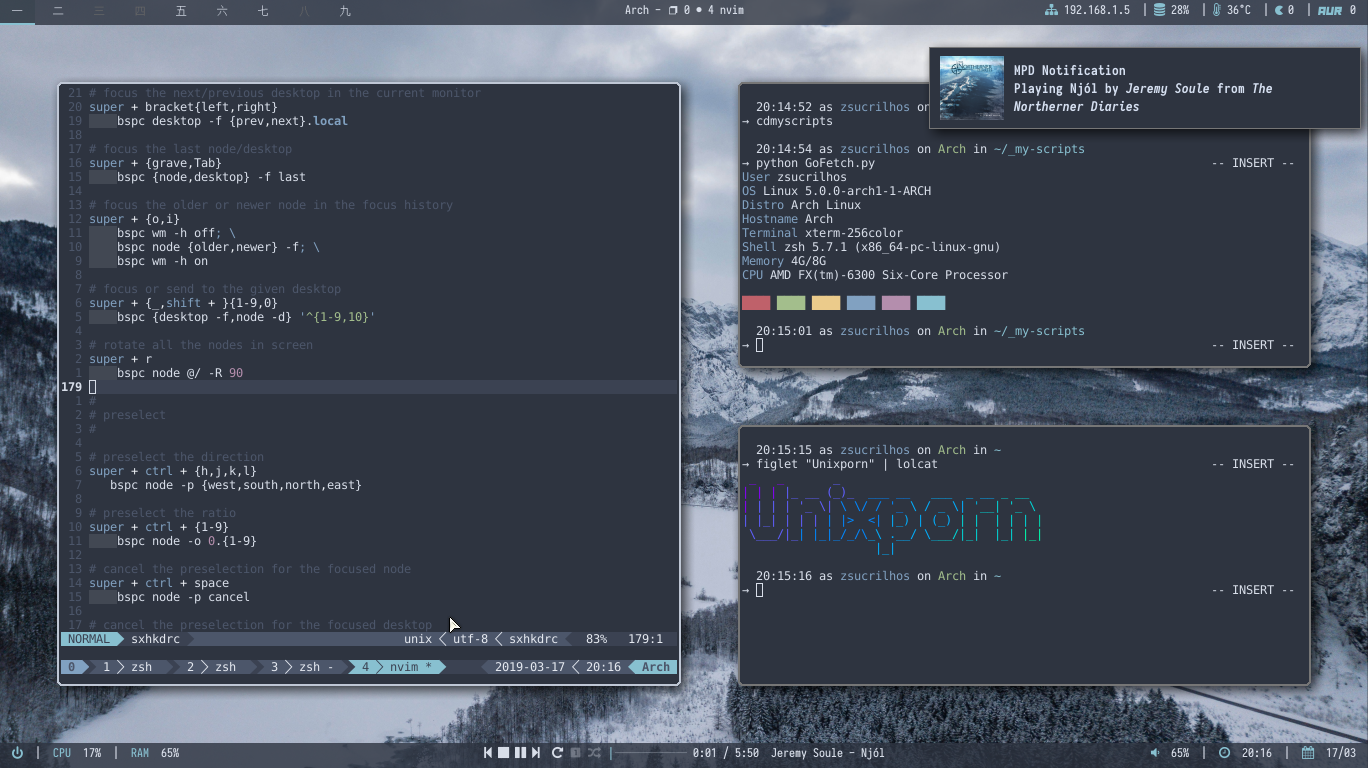 一 二 三 四 五 六 七 八 九
Arch - 0 • 4 nvim
192.168.1.5 | 28% | 36°C | 0 | AUR 0
MPD Notification
Playing Njól by Jeremy Soule from The
Northerner Diaries
21 # focus the next/previous desktop in the current monitor
20 super + bracket{left,right}
19 bspc desktop -f {prev,next}.local
18
17 # focus the last node/desktop
16 super + {grave,Tab}
15 bspc {node,desktop} -f last
14
13 # focus the older or newer node in the focus history
12 super + {o,i}
11 bspc wm -h off; \
10 bspc node {older,newer} -f; \
9 bspc wm -h on
8
7 # focus or send to the given desktop
6 super + {_,shift + }{1-9,0}
5 bspc {desktop -f,node -d} '^{1-9,10}'
4
3 # rotate all the nodes in screen
2 super + r
1 bspc node @/ -R 90
179
1 #
2 # preselect
3 #
4
5 # preselect the direction
6 super + ctrl + {h,j,k,l}
7 bspc node -p {west,south,north,east}
8
9 # preselect the ratio
10 super + ctrl + {1-9}
11 bspc node -o 0.{1-9}
12
13 # cancel the preselection for the focused node
14 super + ctrl + space
15 bspc node -p cancel
16
17 # cancel the preselection for the focused desktop
NORMAL sxhkdrc unix utf-8 sxhkdrc 83% 179:1
0 1 zsh 2 zsh 3 zsh - 4 nvim * 2019-03-17 20:16 Arch
20:14:52 as zsucrilhos on
→ cdmyscripts
20:14:54 as zsucrilhos on Arch in ~/_my-scripts
→ python GoFetch.py -- INSERT --
User zsucrilhos
OS Linux 5.0.0-arch1-1-ARCH
Distro Arch Linux
Hostname Arch
Terminal xterm-256color
Shell zsh 5.7.1 (x86_64-pc-linux-gnu)
Memory 4G/8G
CPU AMD FX(tm)-6300 Six-Core Processor
20:15:01 as zsucrilhos on Arch in ~/_my-scripts
→ -- INSERT --
20:15:15 as zsucrilhos on Arch in ~
→ figlet "Unixporn" | lolcat -- INSERT --
Unixporn
20:15:16 as zsucrilhos on Arch in ~
→ -- INSERT --
| CPU 17% | RAM 65%
0:01 / 5:50 Jeremy Soule - Njól
65% | 20:16 | 17/03